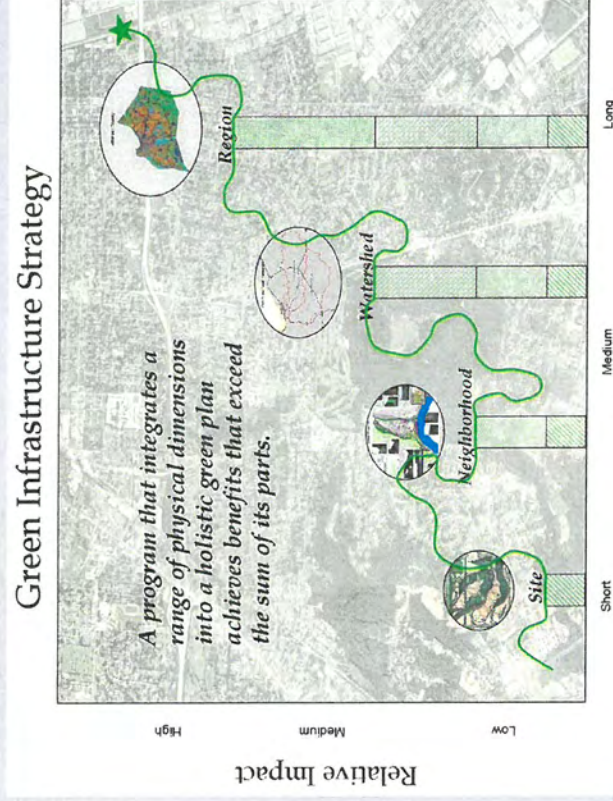 Green Infrastructure Strategy
A program that integrates a
range of physical dimensions
into a holistic green plan
achieves benefits that exceed
the sum of its parts.
Region
Watershed
Neighborhood
Site
High
Medium
Low
Relative Impact
Short
Medium
Long